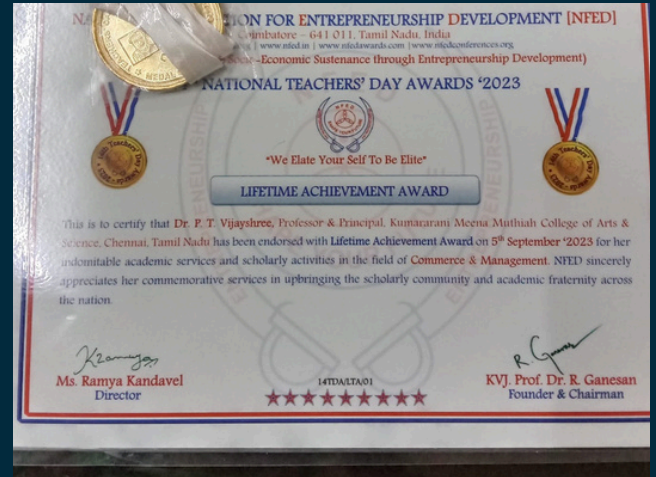 NA ION FOR ENTREPRENEURSHIP DEVELOPMENT [NFED]
Coimbatore - 641 011, Tamil Nadu, India
| www.nfed.in | www.nfedawards.com | www.nfedconferences.org
-Economic Sustenance through Entrepreneurship Development)
NATIONAL TEACHERS' DAY AWARDS '2023
"We Elate Your Self To Be Elite"
LIFETIME ACHIEVEMENT AWARD
This is to certify that Dr. P. T. Vijayshree, Professor & Principal, Kumararani Meena Muthiah College of Arts &
Science, Chennai, Tamil Nadu has been endorsed with Lifetime Achievement Award on 5th September '2023 for her
indomitable academic services and scholarly activities in the field of Commerce & Management. NFED sincerely
appreciates her commemorative services in upbringing the scholarly community and academic fraternity across
the nation.
Ms. Ramya Kandavel
Director
14TDA/LTA/01
KVJ. Prof. Dr. R. Ganesan
Founder & Chairman